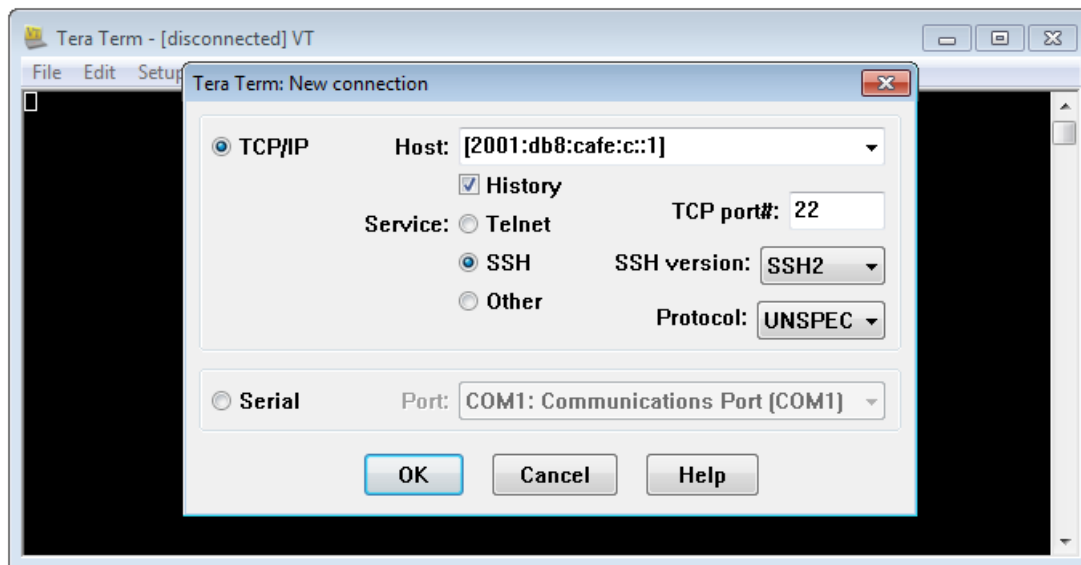 Tera Term - [disconnected] VT
File Edit Setup
Tera Term: New connection
TCP/IP Host: [2001:db8:cafe:c::1]
History
TCP port#: 22
Service: Telnet
SSH SSH version: SSH2
Other
Protocol: UNSPEC
Serial Port: COM1: Communications Port (COM1)
OK Cancel Help